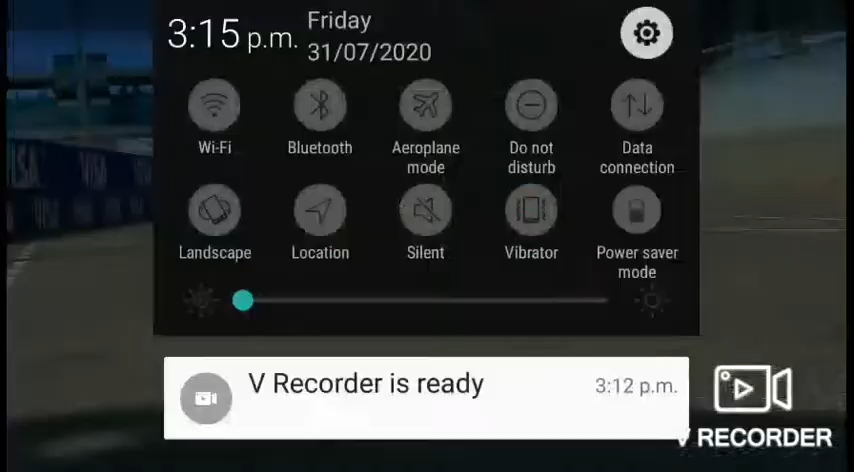 3:15 p.m.
Friday
31/07/2020
Wi-Fi
Bluetooth
Aeroplane
mode
Do not
disturb
Data
connection
Landscape
Location
Silent
Vibrator
Power saver
mode
V Recorder is ready
3:12 p.m.
V RECORDER
VISA